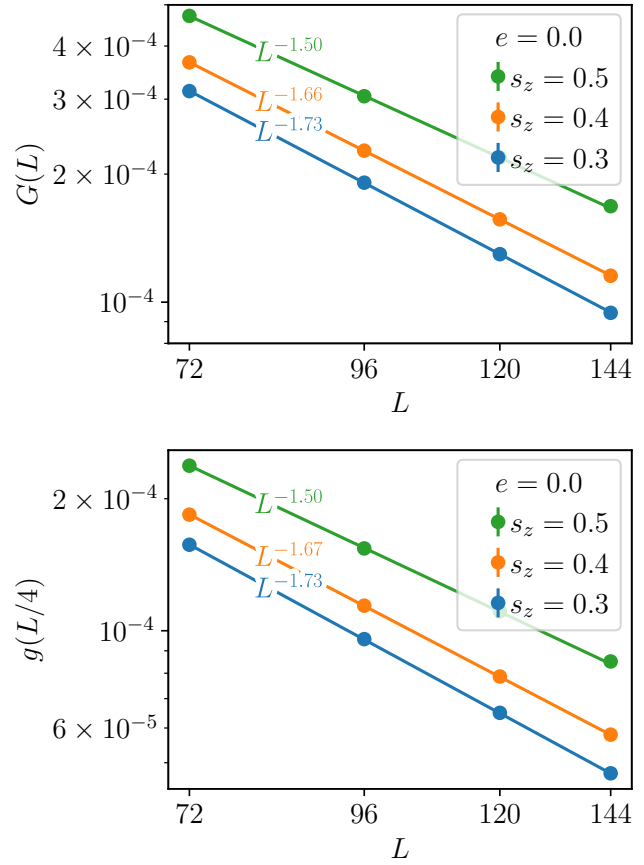 4 × 10⁻⁴
3 × 10⁻⁴
2 × 10⁻⁴
10⁻⁴
G(L)
L⁻¹·⁵⁰
L⁻¹·⁶⁶
L⁻¹·⁷³
e = 0.0
s_z = 0.5
s_z = 0.4
s_z = 0.3
72 96 120 144
L
2 × 10⁻⁴
10⁻⁴
6 × 10⁻⁵
g(L/4)
L⁻¹·⁵⁰
L⁻¹·⁶⁷
L⁻¹·⁷³
e = 0.0
s_z = 0.5
s_z = 0.4
s_z = 0.3
72 96 120 144
L